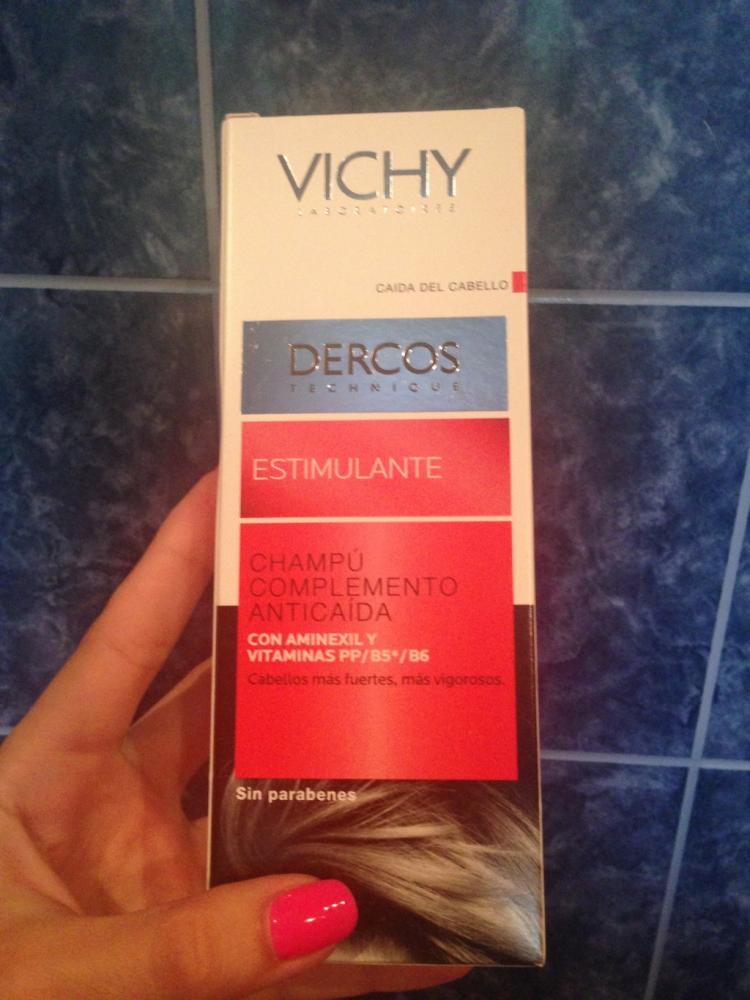 VICHY
LABORATOIRES
CAIDA DEL CABELLO
DERCOS
TECHNIQUE
ESTIMULANTE
CHAMPÚ
COMPLEMENTO
ANTICAÍDA
CON AMINEXIL Y
VITAMINAS PP/B5*/B6
Cabellos más fuertes, más vigorosos.
Sin parabenes